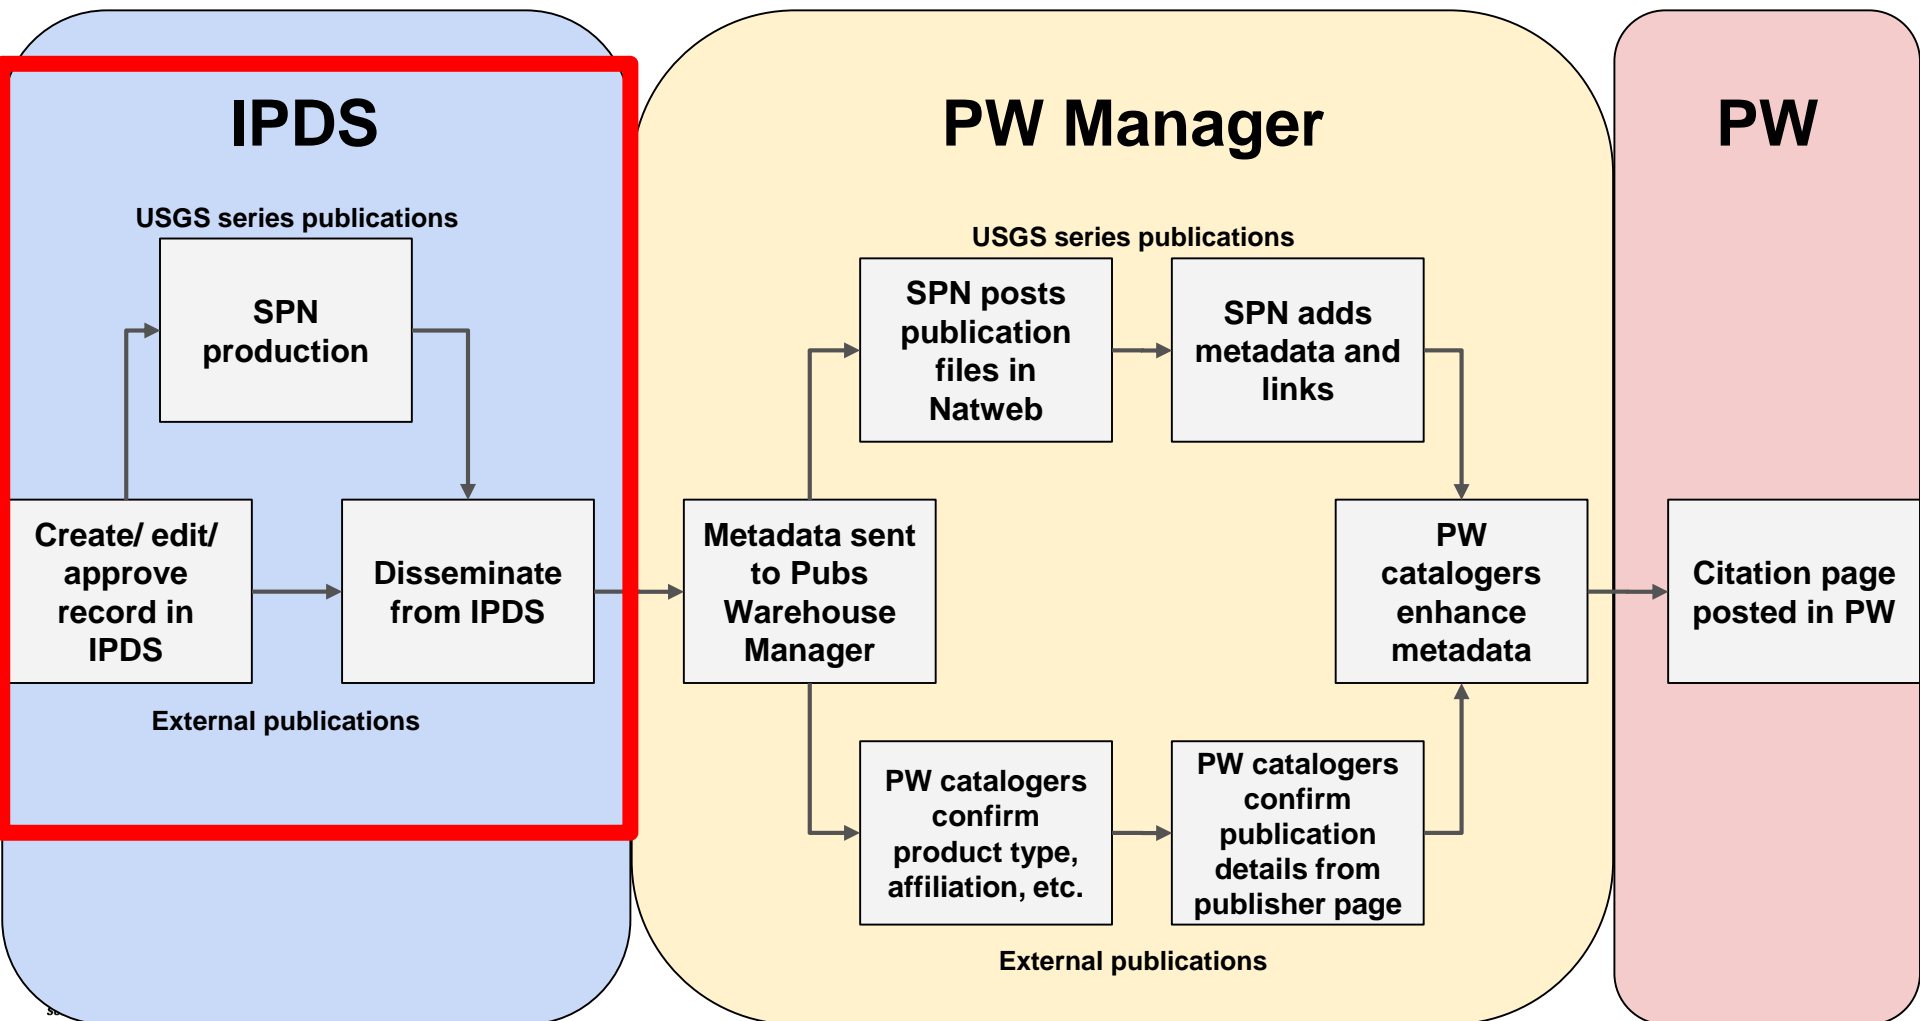 IPDS
USGS series publications
SPN
production
Create/ edit/
approve
record in
IPDS
Disseminate
from IPDS
External publications
PW Manager
USGS series publications
SPN posts
publication
files in
Natweb
SPN adds
metadata and
links
Metadata sent
to Pubs
Warehouse
Manager
PW
catalogers
enhance
metadata
PW catalogers
confirm
product type,
affiliation, etc.
PW catalogers
confirm
publication
details from
publisher page
External publications
PW
Citation page
posted in PW